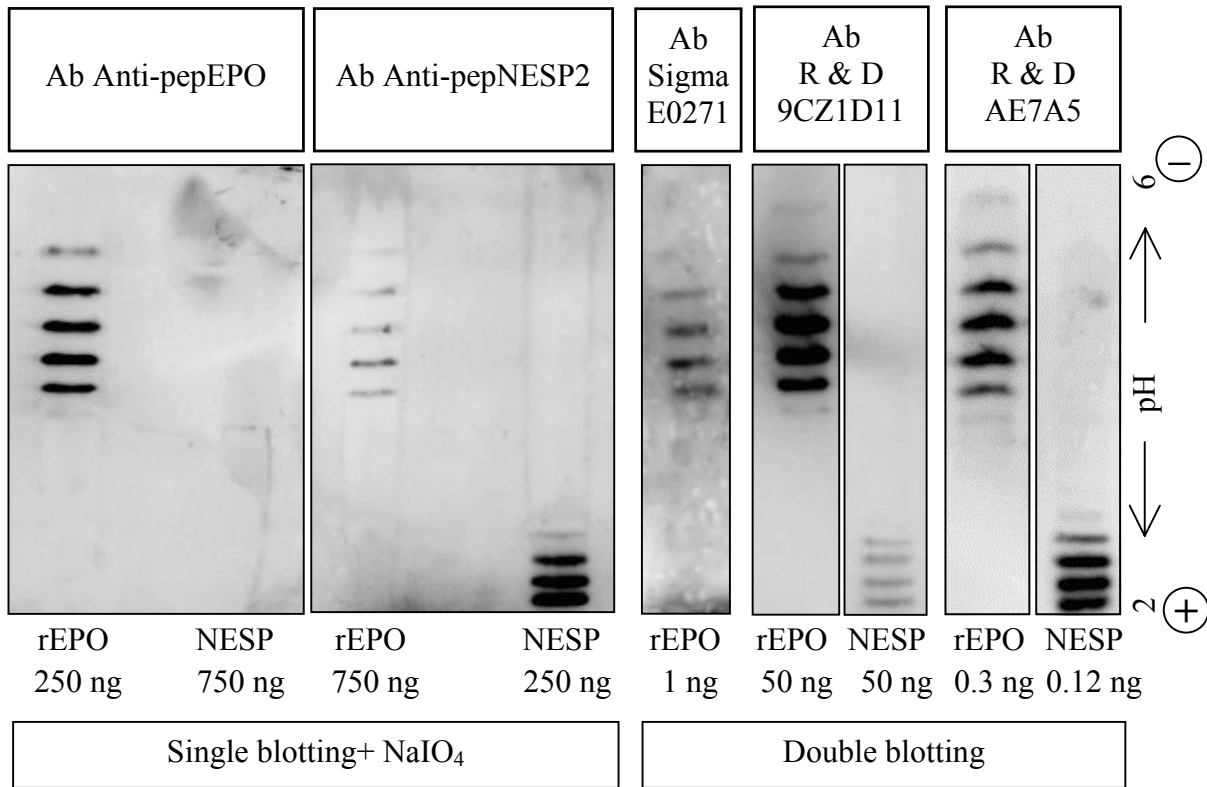 Ab Anti-pepEPO
Ab Anti-pepNESP2
Ab
Sigma
E0271
Ab
R & D
9CZ1D11
Ab
R & D
AE7A5
6
−
pH
2
+
rEPO
250 ng
NESP
750 ng
rEPO
750 ng
NESP
250 ng
rEPO
1 ng
rEPO
50 ng
NESP
50 ng
rEPO
0.3 ng
NESP
0.12 ng
Single blotting+ NaIO₄
Double blotting